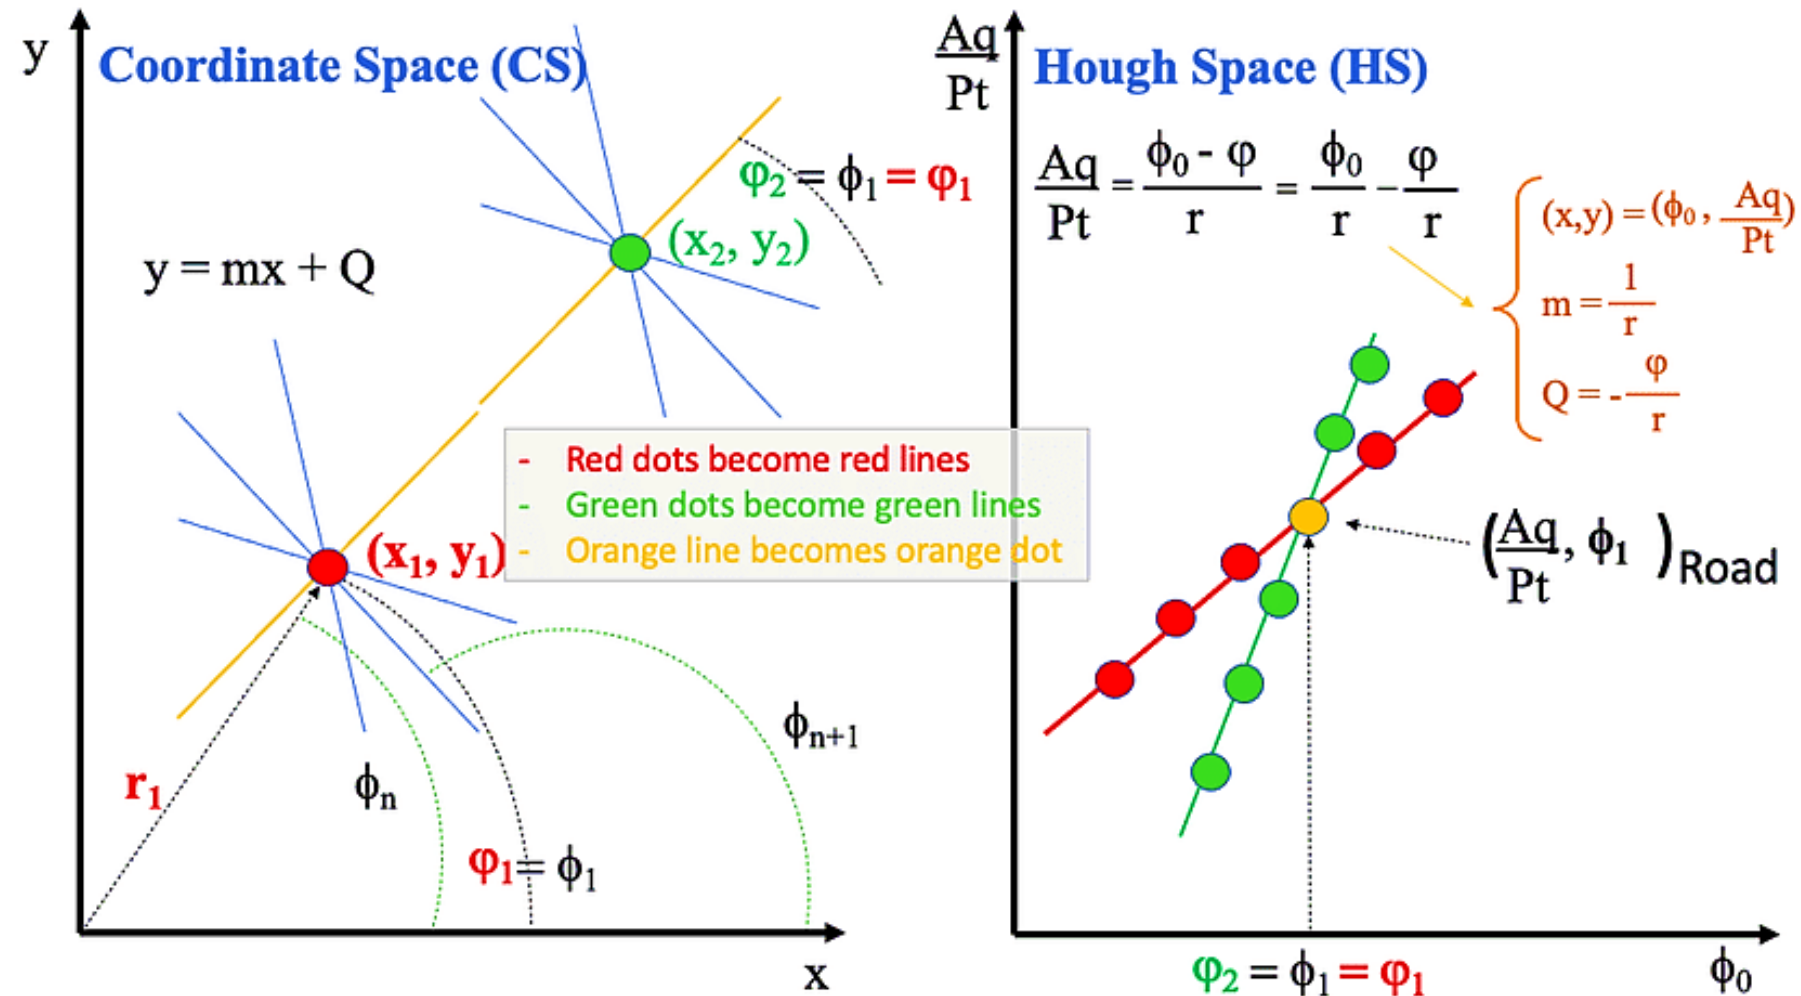 y
Coordinate Space (CS)
φ₂ = ϕ₁ = φ₁
(x₂, y₂)
y = mx + Q
(x₁, y₁)
r₁
ϕₙ
φ₁ = ϕ₁
ϕₙ₊₁
x
- Red dots become red lines
- Green dots become green lines
- Orange line becomes orange dot
Aq
Pt
Hough Space (HS)
Aq/Pt = (ϕ₀ - φ)/r = ϕ₀/r - φ/r
(x,y) = (ϕ₀, Aq/Pt)
m = 1/r
Q = - φ/r
(Aq/Pt, ϕ₁) Road
φ₂ = ϕ₁ = φ₁
ϕ₀